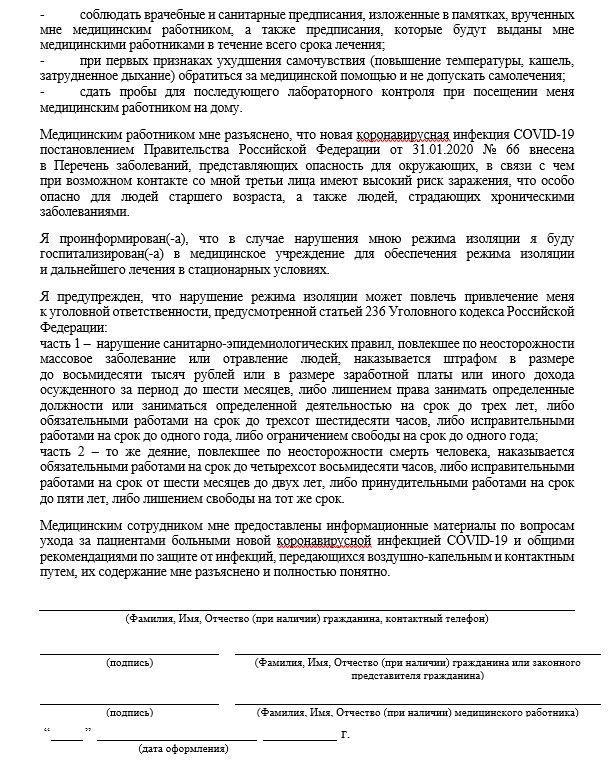 - соблюдать врачебные и санитарные предписания, изложенные в памятках, врученных
мне медицинским работником, а также предписания, которые будут выданы мне
медицинскими работниками в течение всего срока лечения;
- при первых признаках ухудшения самочувствия (повышение температуры, кашель,
затрудненное дыхание) обратиться за медицинской помощью и не допускать самолечения;
- сдать пробы для последующего лабораторного контроля при посещении меня
медицинским работником на дому.
Медицинским работником мне разъяснено, что новая коронавирусная инфекция COVID-19
постановлением Правительства Российской Федерации от 31.01.2020 № 66 внесена
в Перечень заболеваний, представляющих опасность для окружающих, в связи с чем
при возможном контакте со мной третьи лица имеют высокий риск заражения, что особо
опасно для людей старшего возраста, а также людей, страдающих хроническими
заболеваниями.
Я проинформирован(-а), что в случае нарушения мною режима изоляции я буду
госпитализирован(-а) в медицинское учреждение для обеспечения режима изоляции
и дальнейшего лечения в стационарных условиях.
Я предупрежден, что нарушение режима изоляции может повлечь привлечение меня
к уголовной ответственности, предусмотренной статьей 236 Уголовного кодекса Российской
Федерации:
часть 1 – нарушение санитарно-эпидемиологических правил, повлекшее по неосторожности
массовое заболевание или отравление людей, наказывается штрафом в размере
до восьмидесяти тысяч рублей или в размере заработной платы или иного дохода
осужденного за период до шести месяцев, либо лишением права занимать определенные
должности или заниматься определенной деятельностью на срок до трех лет, либо
обязательными работами на срок до трехсот шестидесяти часов, либо исправительными
работами на срок до одного года, либо ограничением свободы на срок до одного года;
часть 2 – то же деяние, повлекшее по неосторожности смерть человека, наказывается
обязательными работами на срок до четырехсот восьмидесяти часов, либо исправительными
работами на срок от шести месяцев до двух лет, либо принудительными работами на срок
до пяти лет, либо лишением свободы на тот же срок.
Медицинским сотрудником мне предоставлены информационные материалы по вопросам
ухода за пациентами больными новой коронавирусной инфекцией COVID-19 и общими
рекомендациями по защите от инфекций, передающихся воздушно-капельным и контактным
путем, их содержание мне разъяснено и полностью понятно.
(Фамилия, Имя, Отчество (при наличии) гражданина, контактный телефон)
(подпись) (Фамилия, Имя, Отчество (при наличии) гражданина или законного
представителя гражданина)
(подпись) (Фамилия, Имя, Отчество (при наличии) медицинского работника)
“_____” ________________ ___________ г.
(дата оформления)